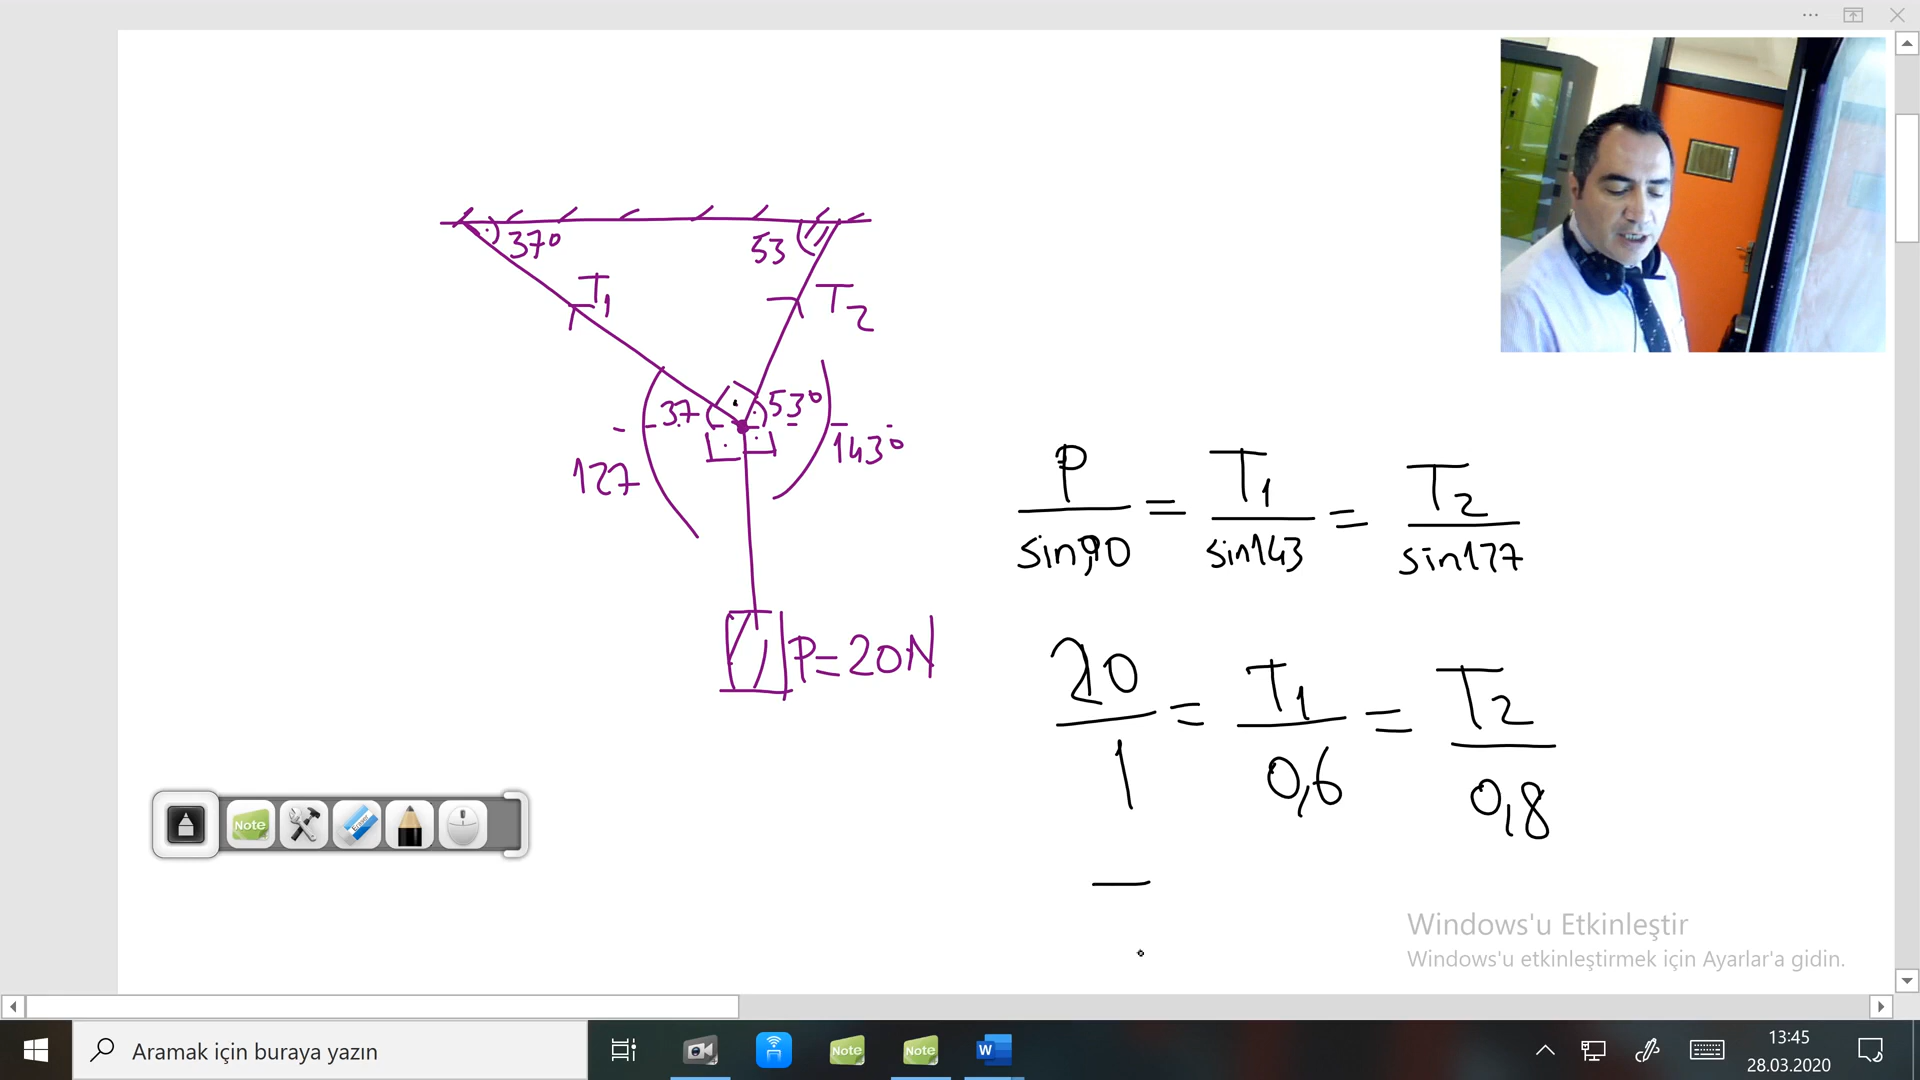 37°
53
T1
T2
37
53°
127
143°
P=20N
P/sin90 = T1/sin143 = T2/sin127
20/1 = T1/0,6 = T2/0,8
Note
Windows'u Etkinleştir
Windows'u etkinleştirmek için Ayarlar'a gidin.
Aramak için buraya yazın
Note
Note
W
13:45
28.03.2020